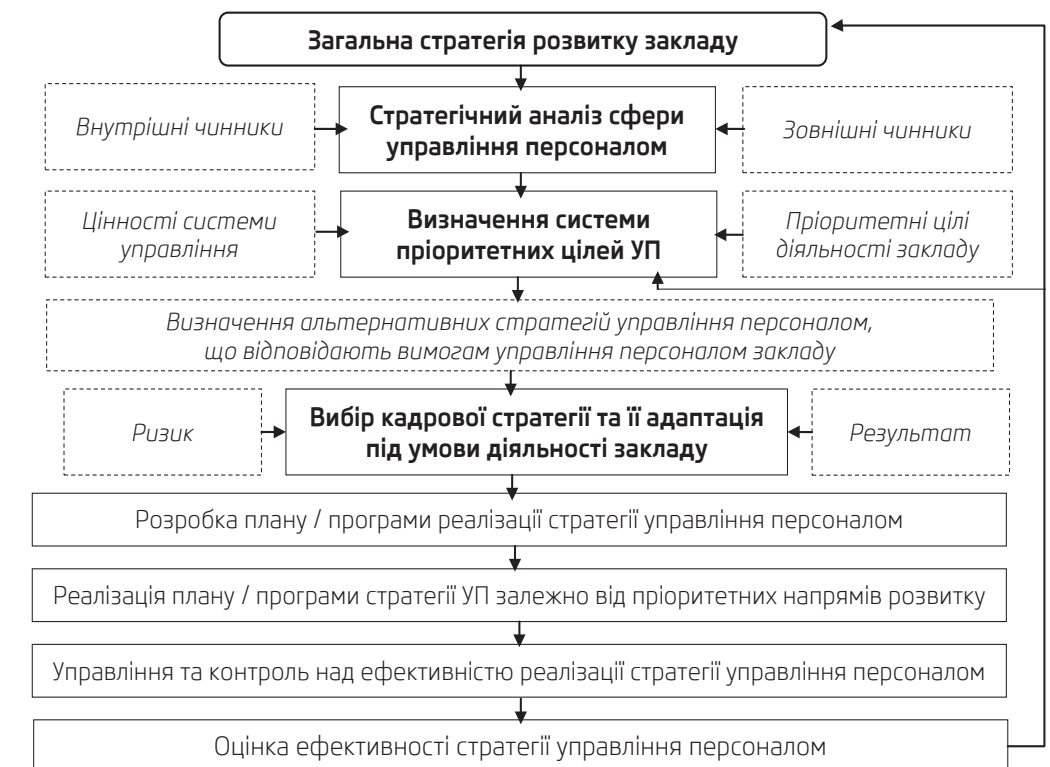 Загальна стратегія розвитку закладу
Внутрішні чинники
Стратегічний аналіз сфери
управління персоналом
Зовнішні чинники
Цінності системи
управління
Визначення системи
пріоритетних цілей УП
Пріоритетні цілі
діяльності закладу
Визначення альтернативних стратегій управління персоналом,
що відповідають вимогам управління персоналом закладу
Ризик
Вибір кадрової стратегії та її адаптація
під умови діяльності закладу
Результат
Розробка плану / програми реалізації стратегії управління персоналом
Реалізація плану / програми стратегії УП залежно від пріоритетних напрямів розвитку
Управління та контроль над ефективністю реалізації стратегії управління персоналом
Оцінка ефективності стратегії управління персоналом